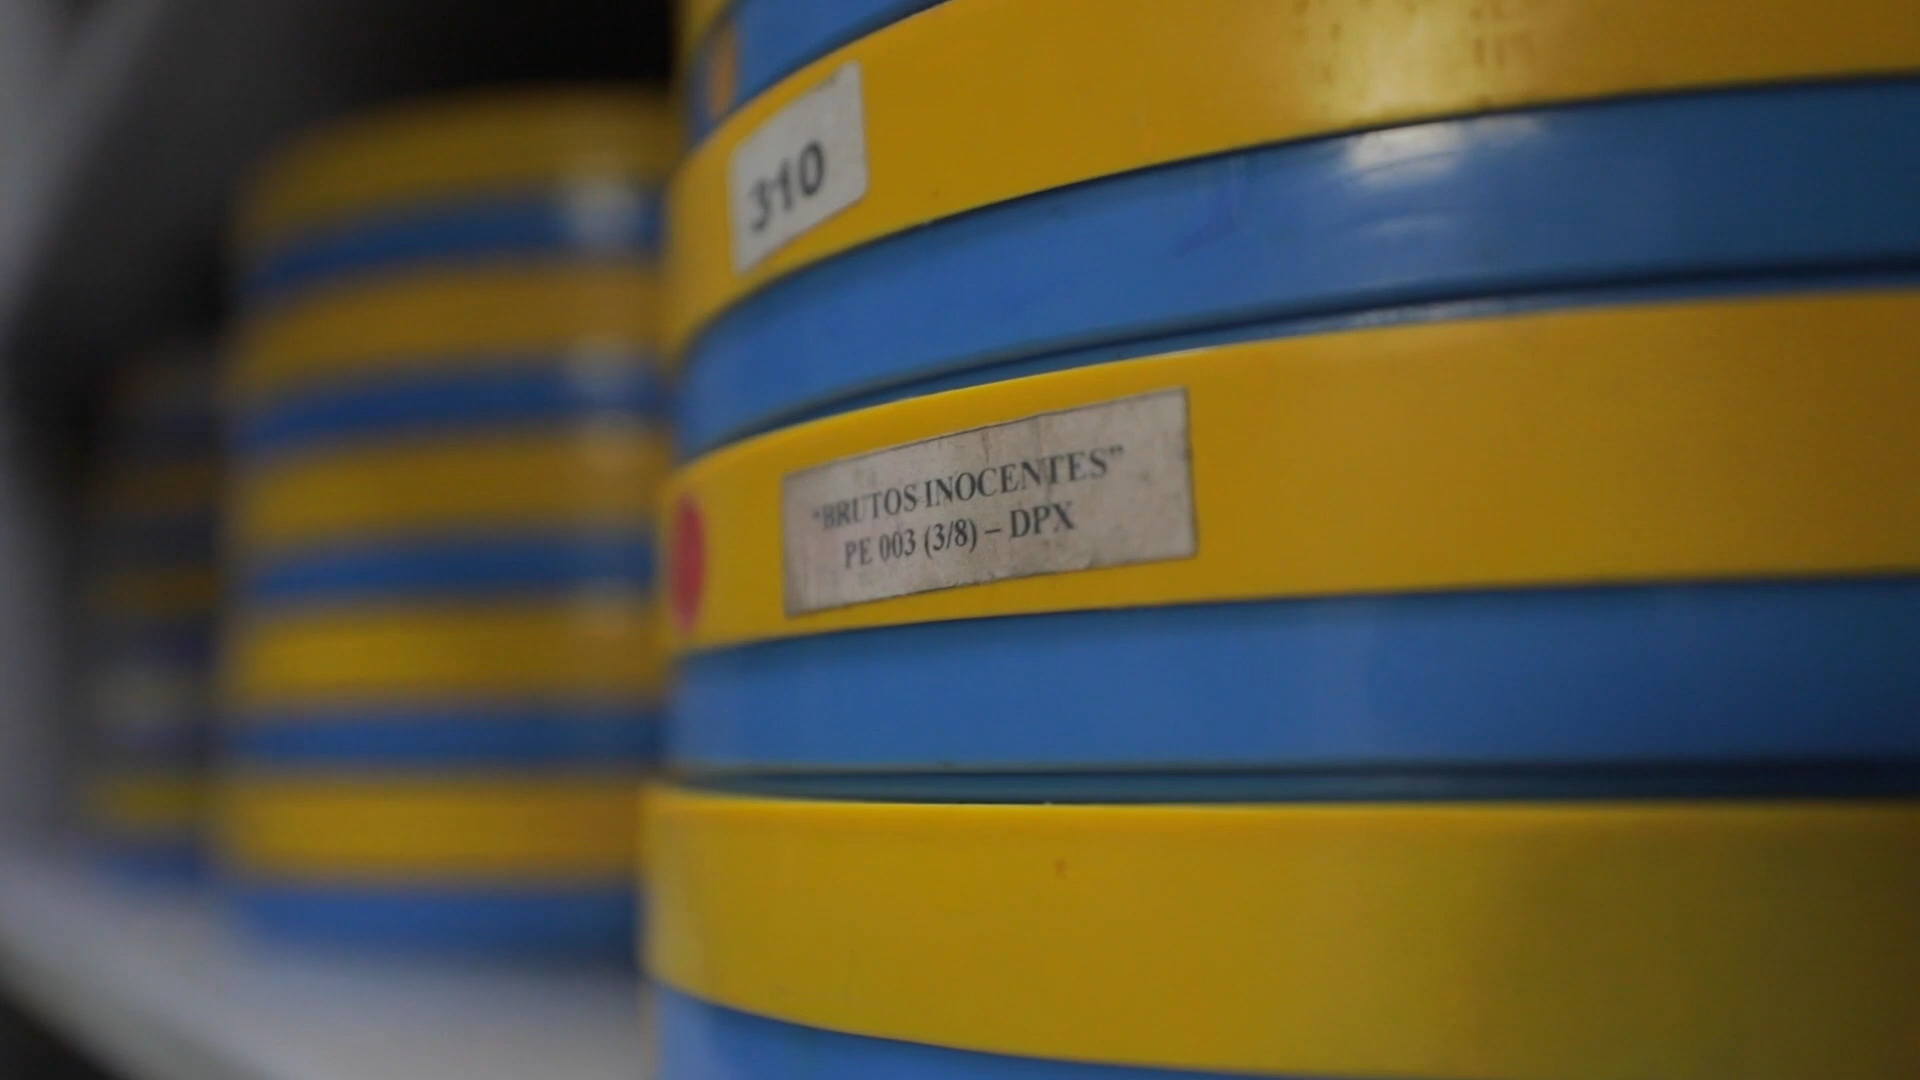 310
"BRUTOS INOCENTES"
PE 003 (3/8) – DPX